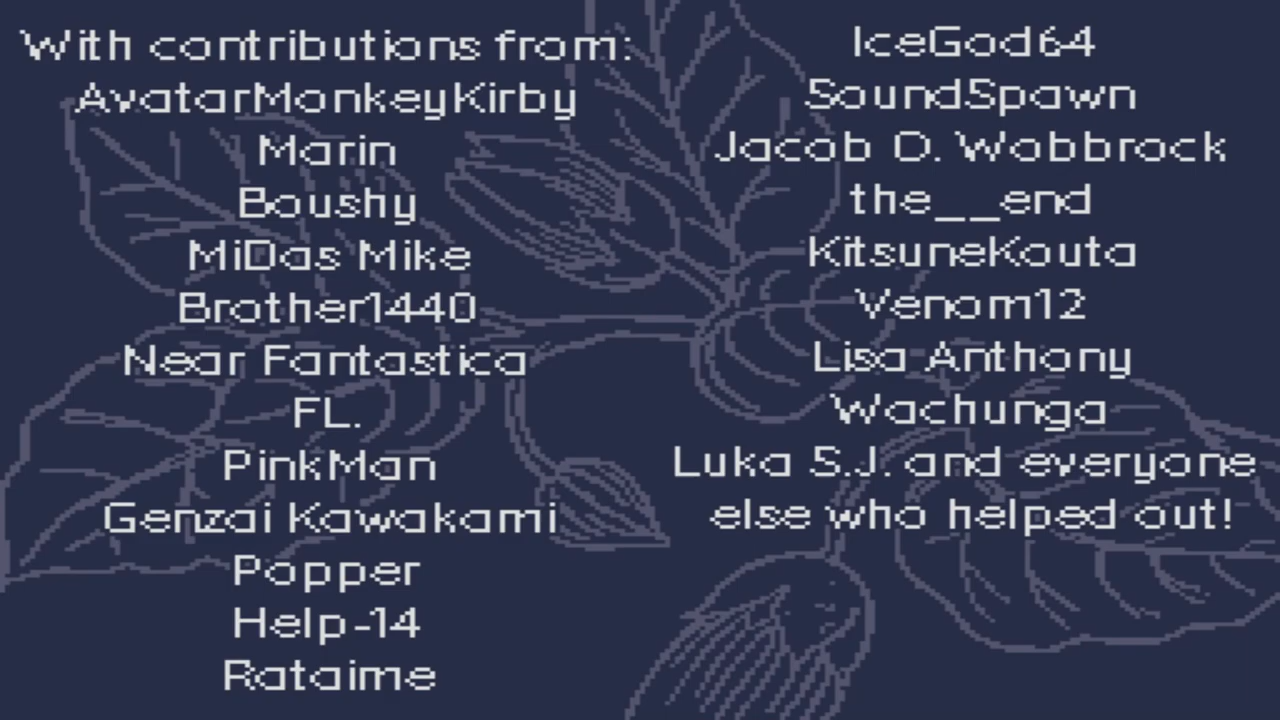 With contributions from:
AvatarMonkeyKirby
Marin
Boushy
MiDas Mike
Brother1440
Near Fantastica
FL.
PinkMan
Genzai Kawakami
Popper
Help-14
Rataime
IceGod64
SoundSpawn
Jacob O. Wobbrock
the__end
KitsuneKouta
Venom12
Lisa Anthony
Wachunga
Luka S.J. and everyone
else who helped out!